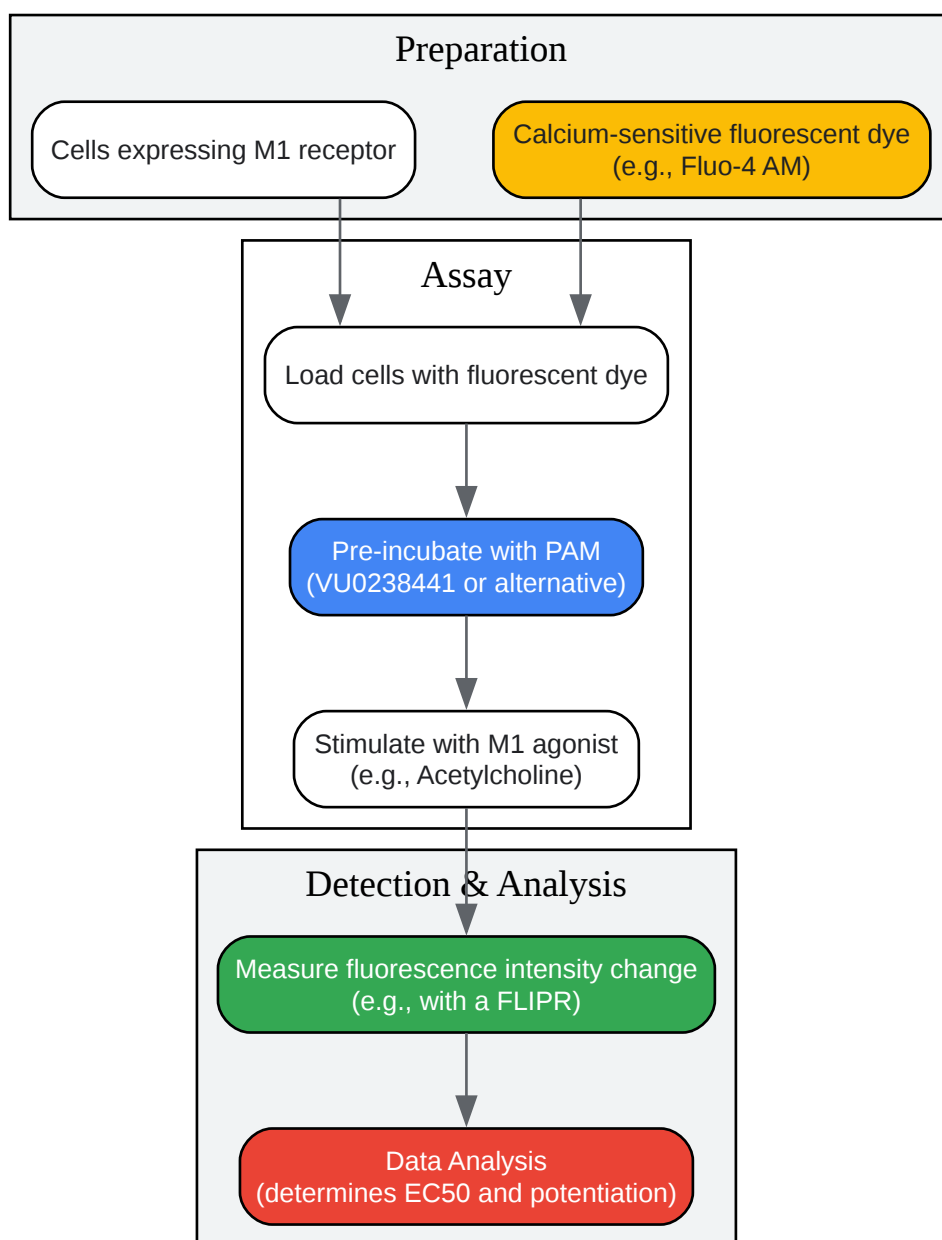 Preparation
Cells expressing M1 receptor
Calcium-sensitive fluorescent dye
(e.g., Fluo-4 AM)
Assay
Load cells with fluorescent dye
Pre-incubate with PAM
(VU0238441 or alternative)
Stimulate with M1 agonist
(e.g., Acetylcholine)
Detection & Analysis
Measure fluorescence intensity change
(e.g., with a FLIPR)
Data Analysis
(determines EC50 and potentiation)